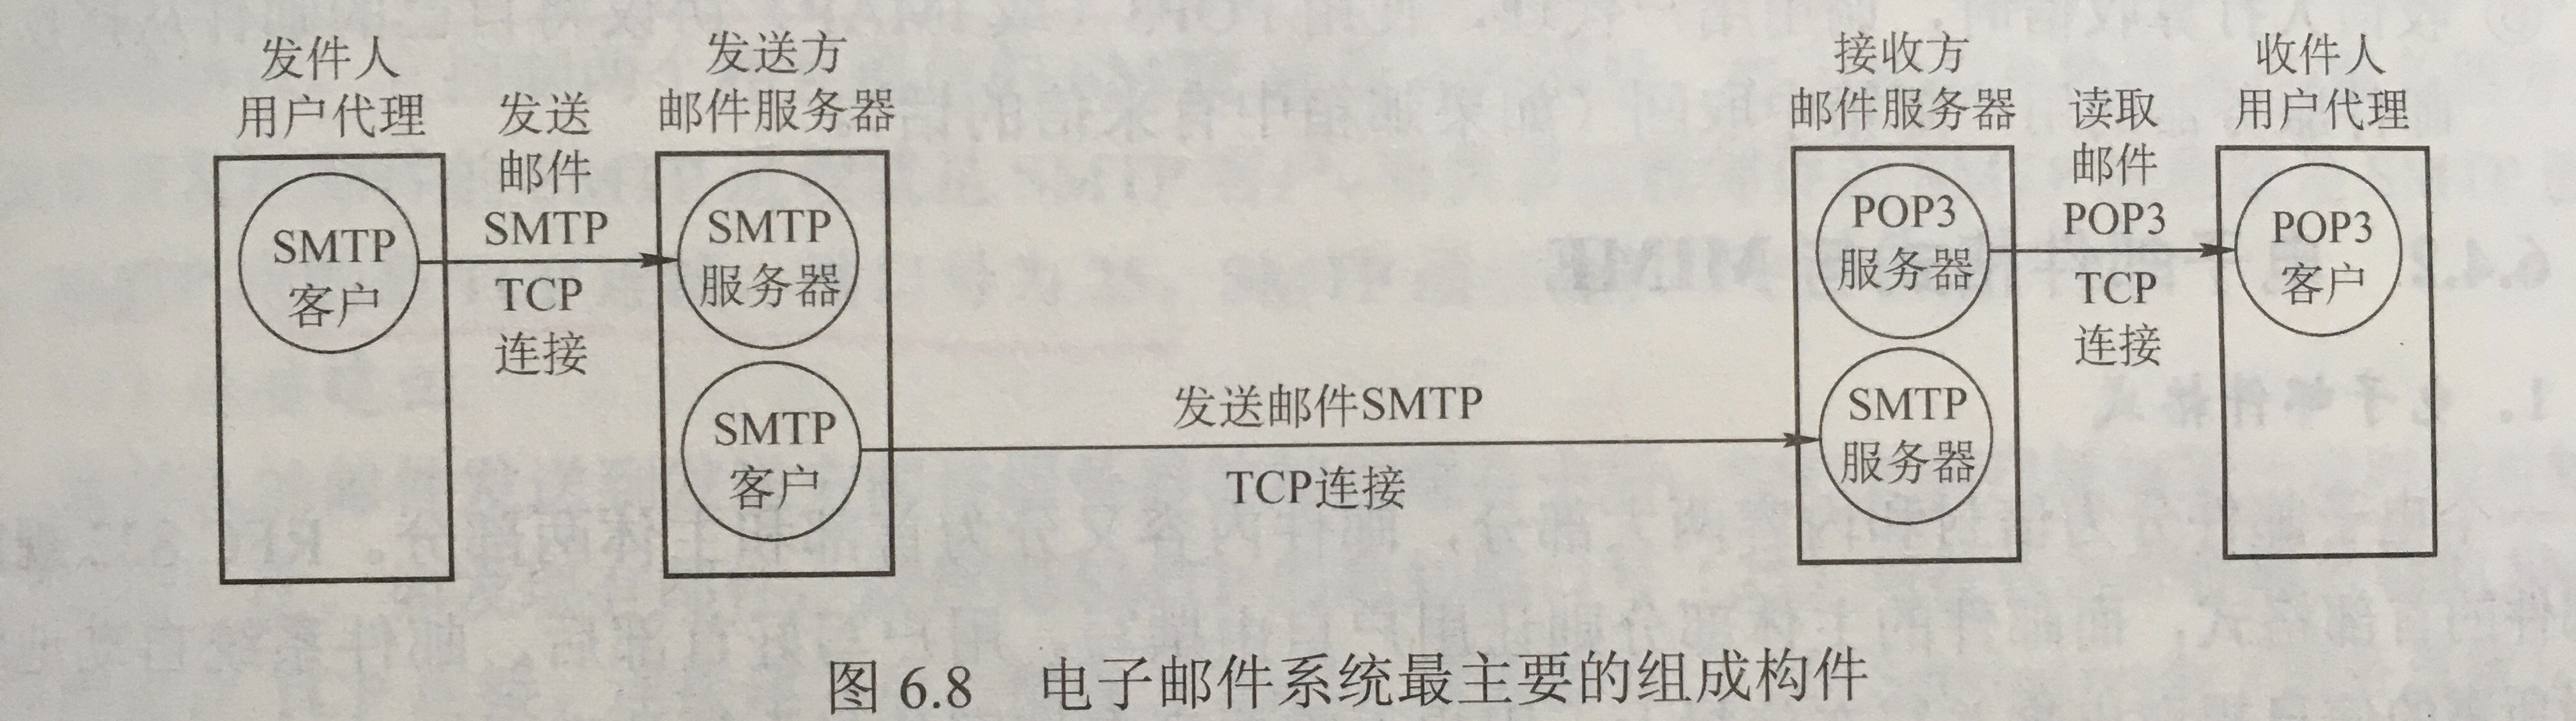 发件人
用户代理
发送
邮件
SMTP
TCP
连接
发送方
邮件服务器
接收方
邮件服务器
读取
邮件
POP3
TCP
连接
收件人
用户代理
SMTP
客户
SMTP
服务器
SMTP
客户
发送邮件SMTP
TCP连接
POP3
服务器
SMTP
服务器
POP3
客户
图 6.8 电子邮件系统最主要的组成构件